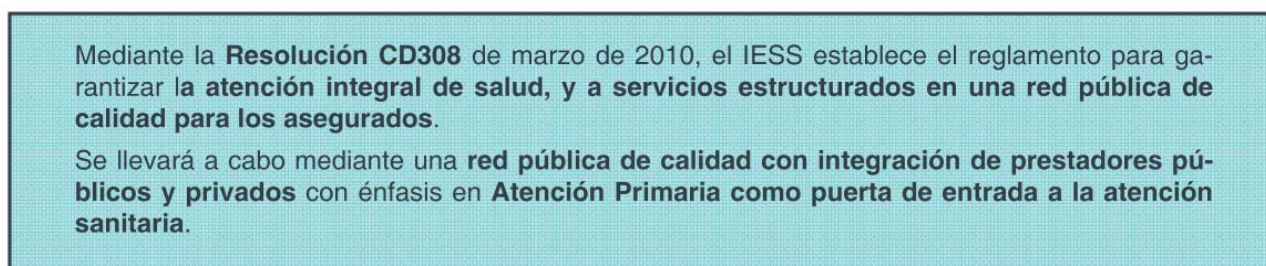 Mediante la Resolución CD308 de marzo de 2010, el IESS establece el reglamento para ga-
rantizar la atención integral de salud, y a servicios estructurados en una red pública de
calidad para los asegurados.
Se llevará a cabo mediante una red pública de calidad con integración de prestadores pú-
blicos y privados con énfasis en Atención Primaria como puerta de entrada a la atención
sanitaria.